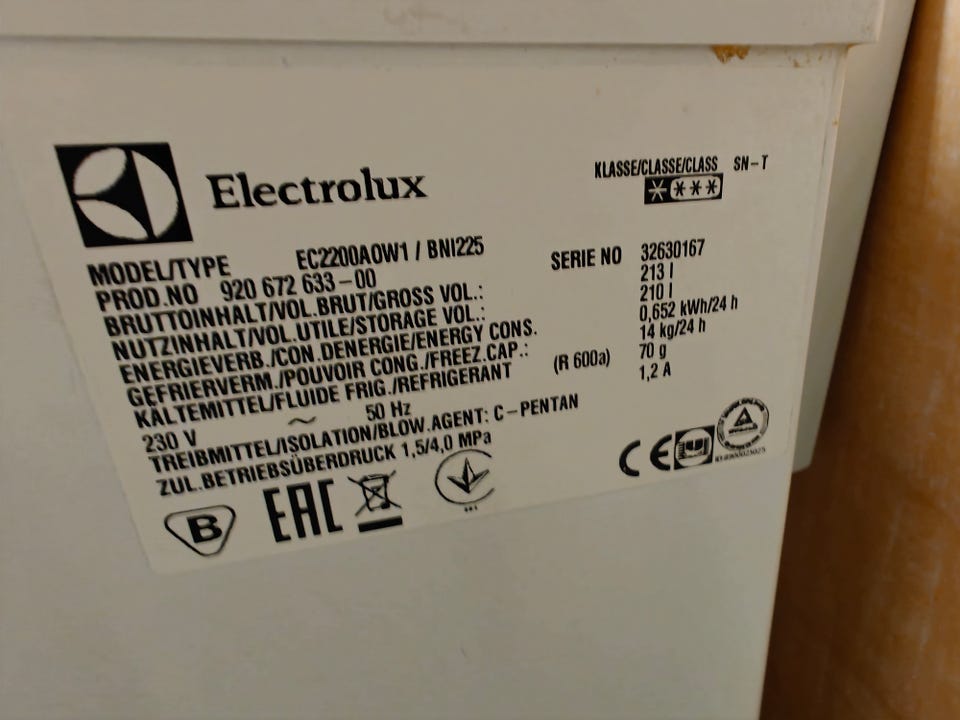 Electrolux
KLASSE/CLASSE/CLASS SN-T
MODEL/TYPE EC2200AOW1 / BNI225
PROD.NO 920 672 633-00 SERIE NO 32630167
BRUTTOINHALT/VOL.BRUT/GROSS VOL.: 213 l
NUTZINHALT/VOL.UTILE/STORAGE VOL.: 210 l
ENERGIEVERB./CON.DENERGIE/ENERGY CONS. 0,652 kWh/24 h
GEFRIERVERM./POUVOIR CONG./FREEZ.CAP.: 14 kg/24 h
KÄLTEMITTEL/FLUIDE FRIG./REFRIGERANT (R 600a) 70 g
230 V ~ 50 Hz 1,2 A
TREIBMITTEL/ISOLATION/BLOW.AGENT: C-PENTAN
ZUL.BETRIEBSÜBERDRUCK 1,5/4,0 MPa
B EAC CE